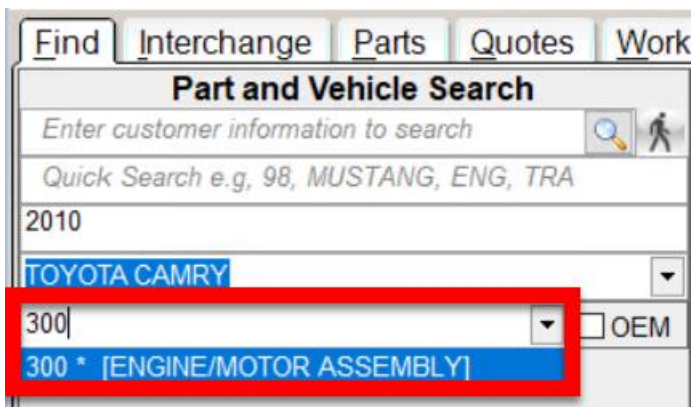 Find Interchange Parts Quotes Work
Part and Vehicle Search
Enter customer information to search
Quick Search e.g, 98, MUSTANG, ENG, TRA
2010
TOYOTA CAMRY
300 OEM
300 * [ENGINE/MOTOR ASSEMBLY]